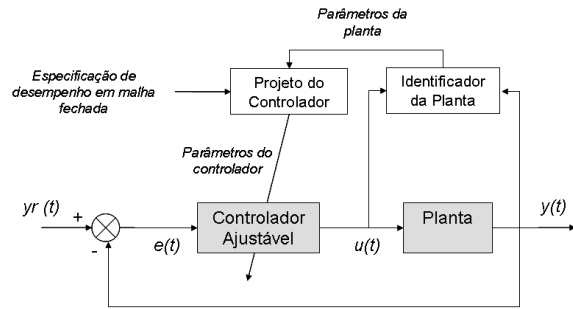 Parâmetros da
planta
Especificação de
desempenho em malha
fechada
Projeto do
Controlador
Identificador
da Planta
Parâmetros do
controlador
yr (t)
+
-
e(t)
Controlador
Ajustável
u(t)
Planta
y(t)